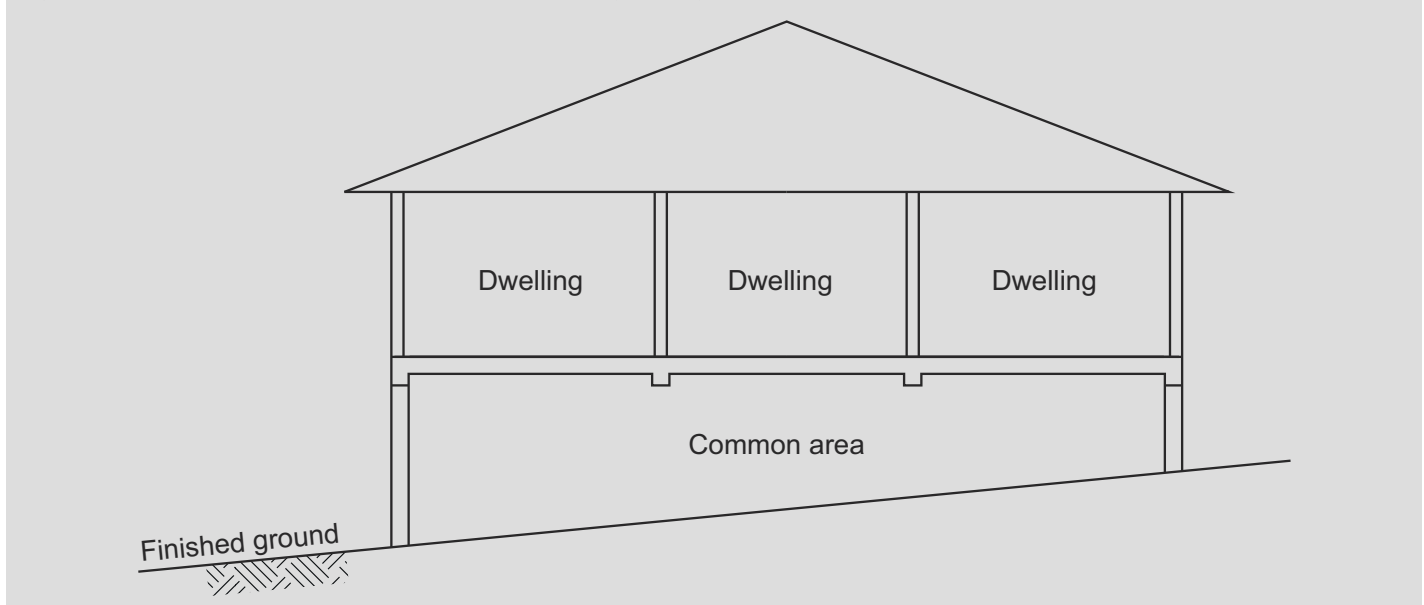 Dwelling
Dwelling
Dwelling
Common area
Finished ground